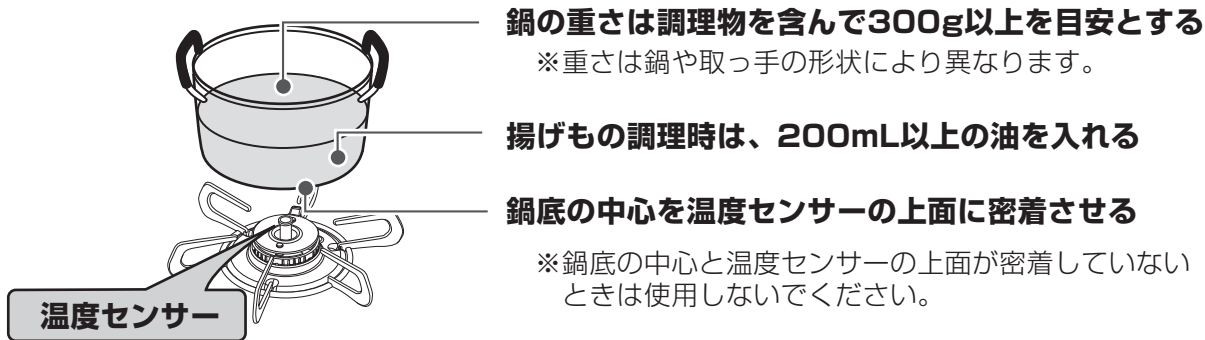 鍋の重さは調理物を含んで300g以上を目安とする
※重さは鍋や取っ手の形状により異なります。
揚げもの調理時は、200mL以上の油を入れる
鍋底の中心を温度センサーの上面に密着させる
※鍋底の中心と温度センサーの上面が密着していない
ときは使用しないでください。
温度センサー